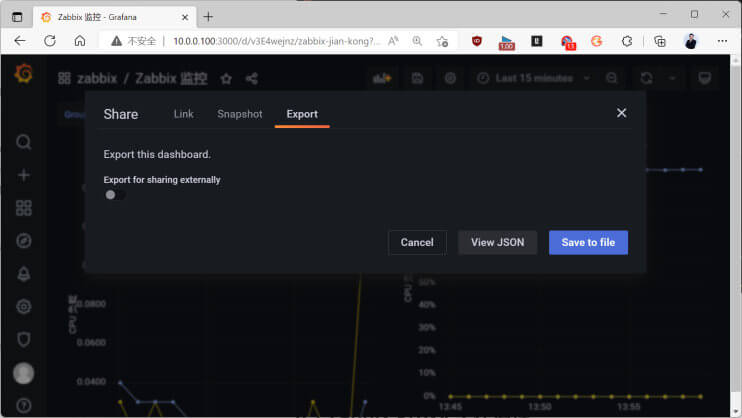 Zabbix 监控 - Grafana
不安全 10.0.0.100:3000/d/v3E4wejnz/zabbix-jian-kong?...
1.00
13
zabbix / Zabbix 监控
Last 15 minutes
Share
Link
Snapshot
Export
Export this dashboard.
Export for sharing externally
Cancel
View JSON
Save to file
0.0800
0.0600
0.0400
50%
40%
30%
20%
10%
0%
13:45
13:50
13:55